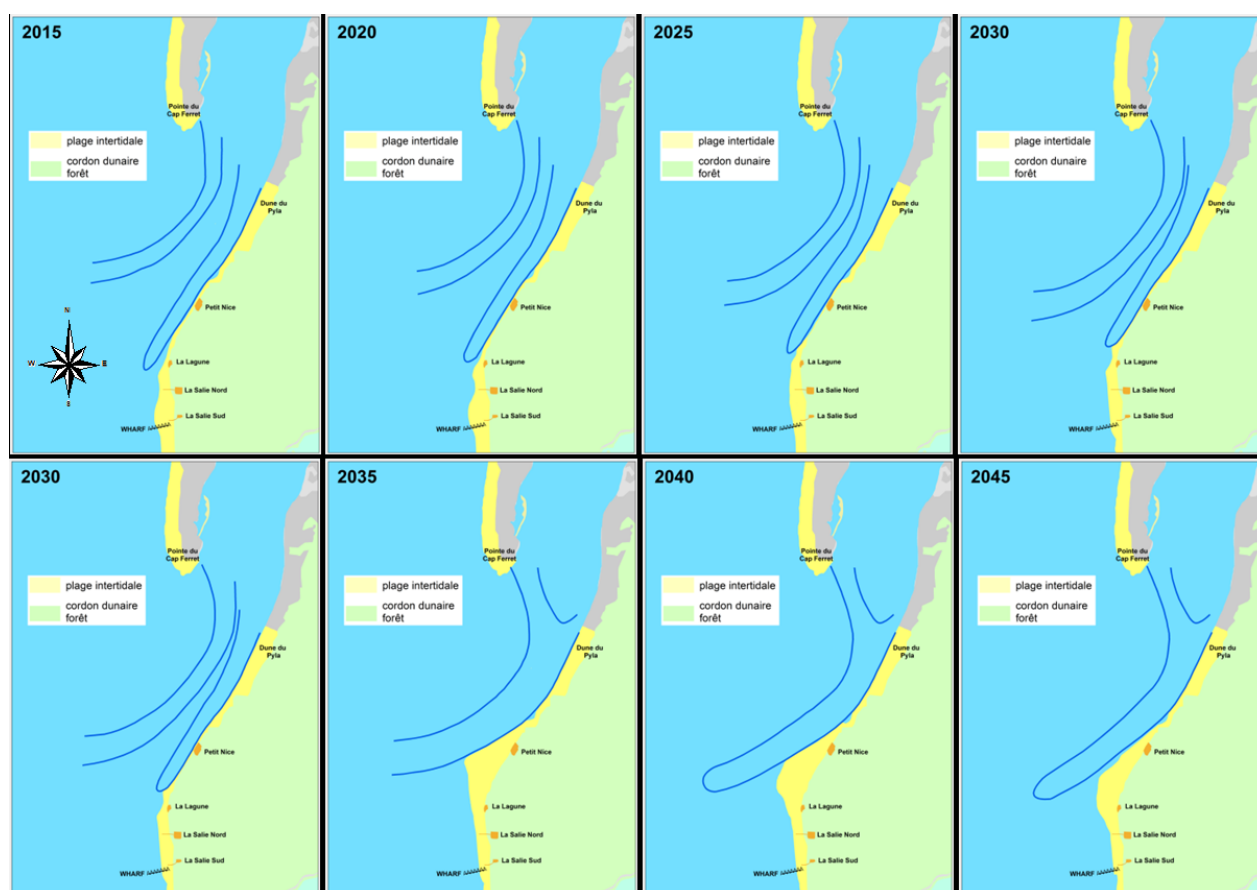 2015
Pointe du
Cap Ferret
plage intertidale
cordon dunaire
forêt
Dune du
Pyla
Petit Nice
N
W
E
S
La Lagune
La Salie Nord
La Salie Sud
WHARF
2020
Pointe du
Cap Ferret
plage intertidale
cordon dunaire
forêt
Dune du
Pyla
Petit Nice
La Lagune
La Salie Nord
La Salie Sud
WHARF
2025
Pointe du
Cap Ferret
plage intertidale
cordon dunaire
forêt
Dune du
Pyla
Petit Nice
La Lagune
La Salie Nord
La Salie Sud
WHARF
2030
Pointe du
Cap Ferret
plage intertidale
cordon dunaire
forêt
Dune du
Pyla
Petit Nice
La Lagune
La Salie Nord
La Salie Sud
WHARF
2030
Pointe du
Cap Ferret
plage intertidale
cordon dunaire
forêt
Dune du
Pyla
Petit Nice
La Lagune
La Salie Nord
La Salie Sud
WHARF
2035
Pointe du
Cap Ferret
plage intertidale
cordon dunaire
forêt
Dune du
Pyla
Petit Nice
La Lagune
La Salie Nord
La Salie Sud
WHARF
2040
Pointe du
Cap Ferret
plage intertidale
cordon dunaire
forêt
Dune du
Pyla
Petit Nice
La Lagune
La Salie Nord
La Salie Sud
WHARF
2045
Pointe du
Cap Ferret
plage intertidale
cordon dunaire
forêt
Dune du
Pyla
Petit Nice
La Lagune
La Salie Nord
La Salie Sud
WHARF